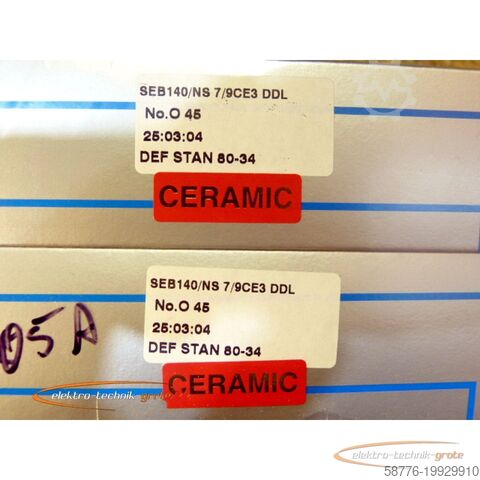 SEB140/NS 7/9CE3 DDL
No.O 45
25:03:04
DEF STAN 80-34
CERAMIC
SEB140/NS 7/9CE3 DDL
No.O 45
25:03:04
DEF STAN 80-34
CERAMIC
05A
elektro-technik-grote
elektro-technik-grote
58776-19929910